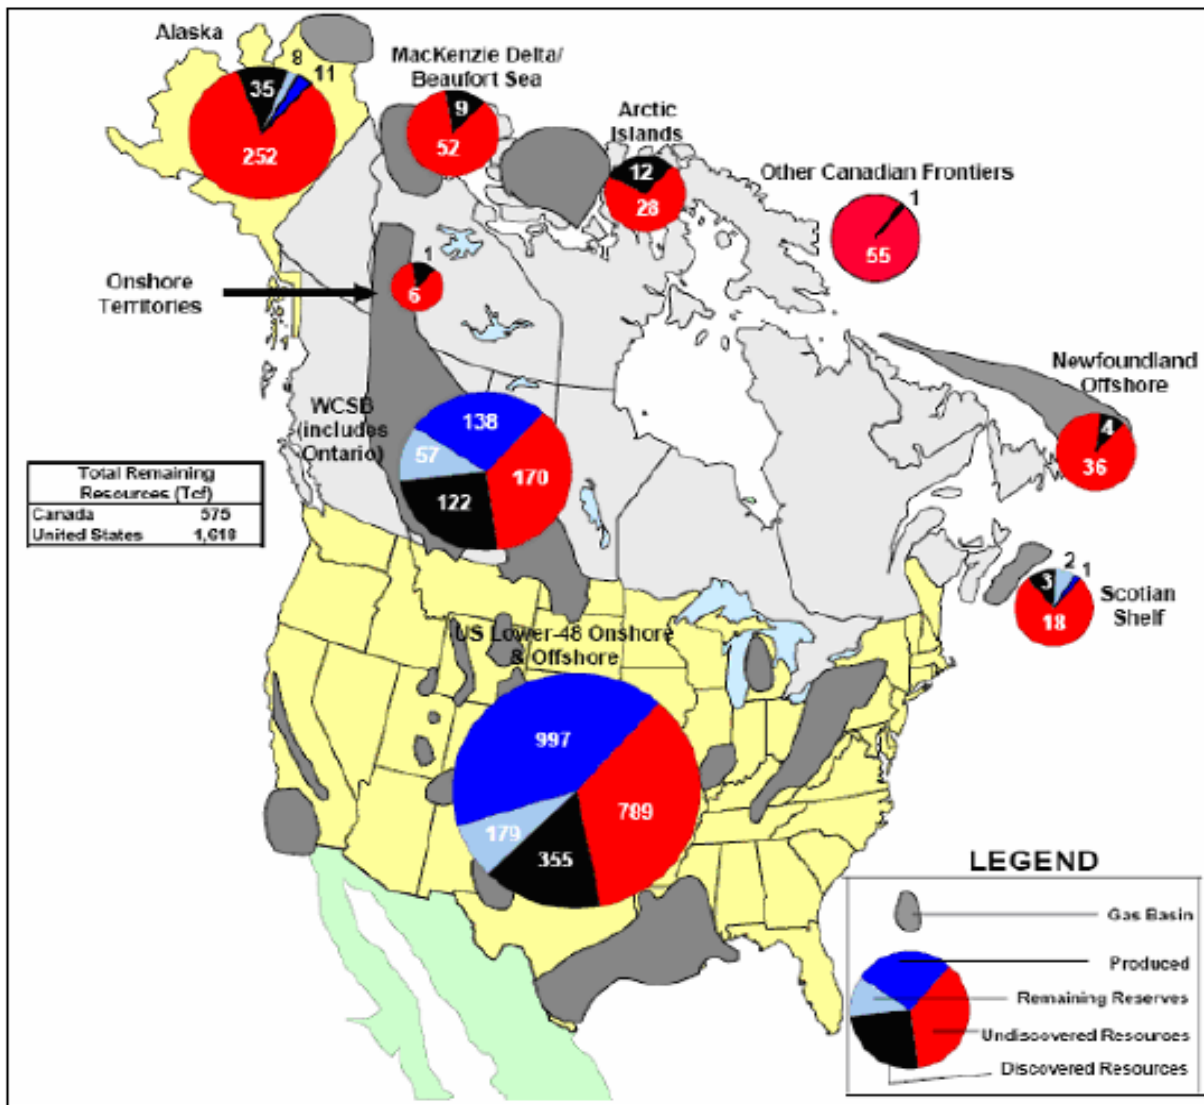 Alaska
8
11
35
252
MacKenzie Delta/
Beaufort Sea
9
52
Arctic
Islands
12
28
Other Canadian Frontiers
1
55
Onshore
Territories
1
6
Newfoundland
Offshore
4
36
WCSB
(includes
Ontario)
138
57
170
122
Total Remaining
Resources (Tcf)
Canada 575
United States 1,618
2
1
3
18
Scotian
Shelf
US Lower-48 Onshore
& Offshore
997
789
179
355
LEGEND
Gas Basin
Produced
Remaining Reserves
Undiscovered Resources
Discovered Resources